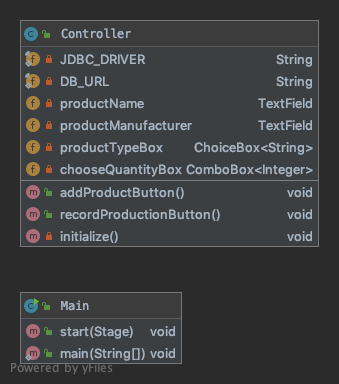 Controller
JDBC_DRIVER String
DB_URL String
productName TextField
productManufacturer TextField
productTypeBox ChoiceBox<String>
chooseQuantityBox ComboBox<Integer>
addProductButton() void
recordProductionButton() void
initialize() void
Main
start(Stage) void
main(String[]) void
Powered by yFiles